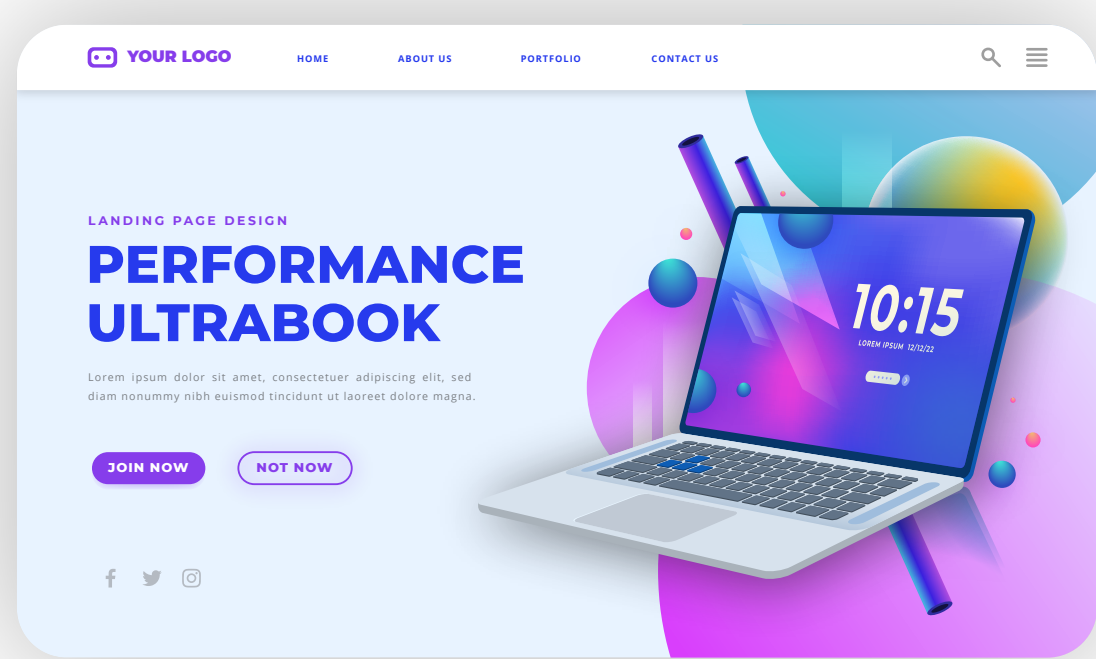 YOUR LOGO
HOME
ABOUT US
PORTFOLIO
CONTACT US
LANDING PAGE DESIGN
PERFORMANCE
ULTRABOOK
Lorem ipsum dolor sit amet, consectetuer adipiscing elit, sed
diam nonummy nibh euismod tincidunt ut laoreet dolore magna.
JOIN NOW
NOT NOW
10:15
LOREM IPSUM 12/12/22